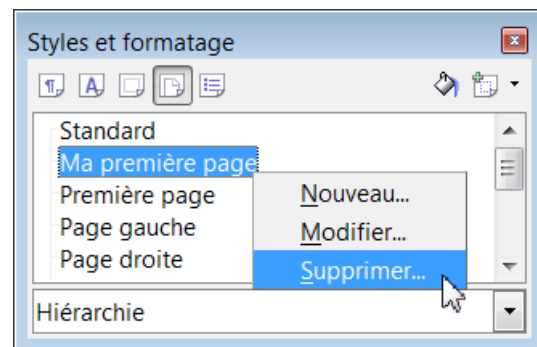 Styles et formatage
Standard
Ma première page
Première page
Page gauche
Page droite
Nouveau...
Modifier...
Supprimer...
Hiérarchie